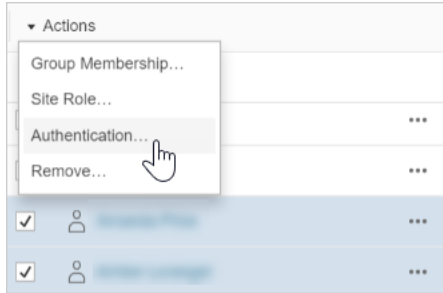 Actions
Group Membership...
Site Role...
Authentication...
Remove...